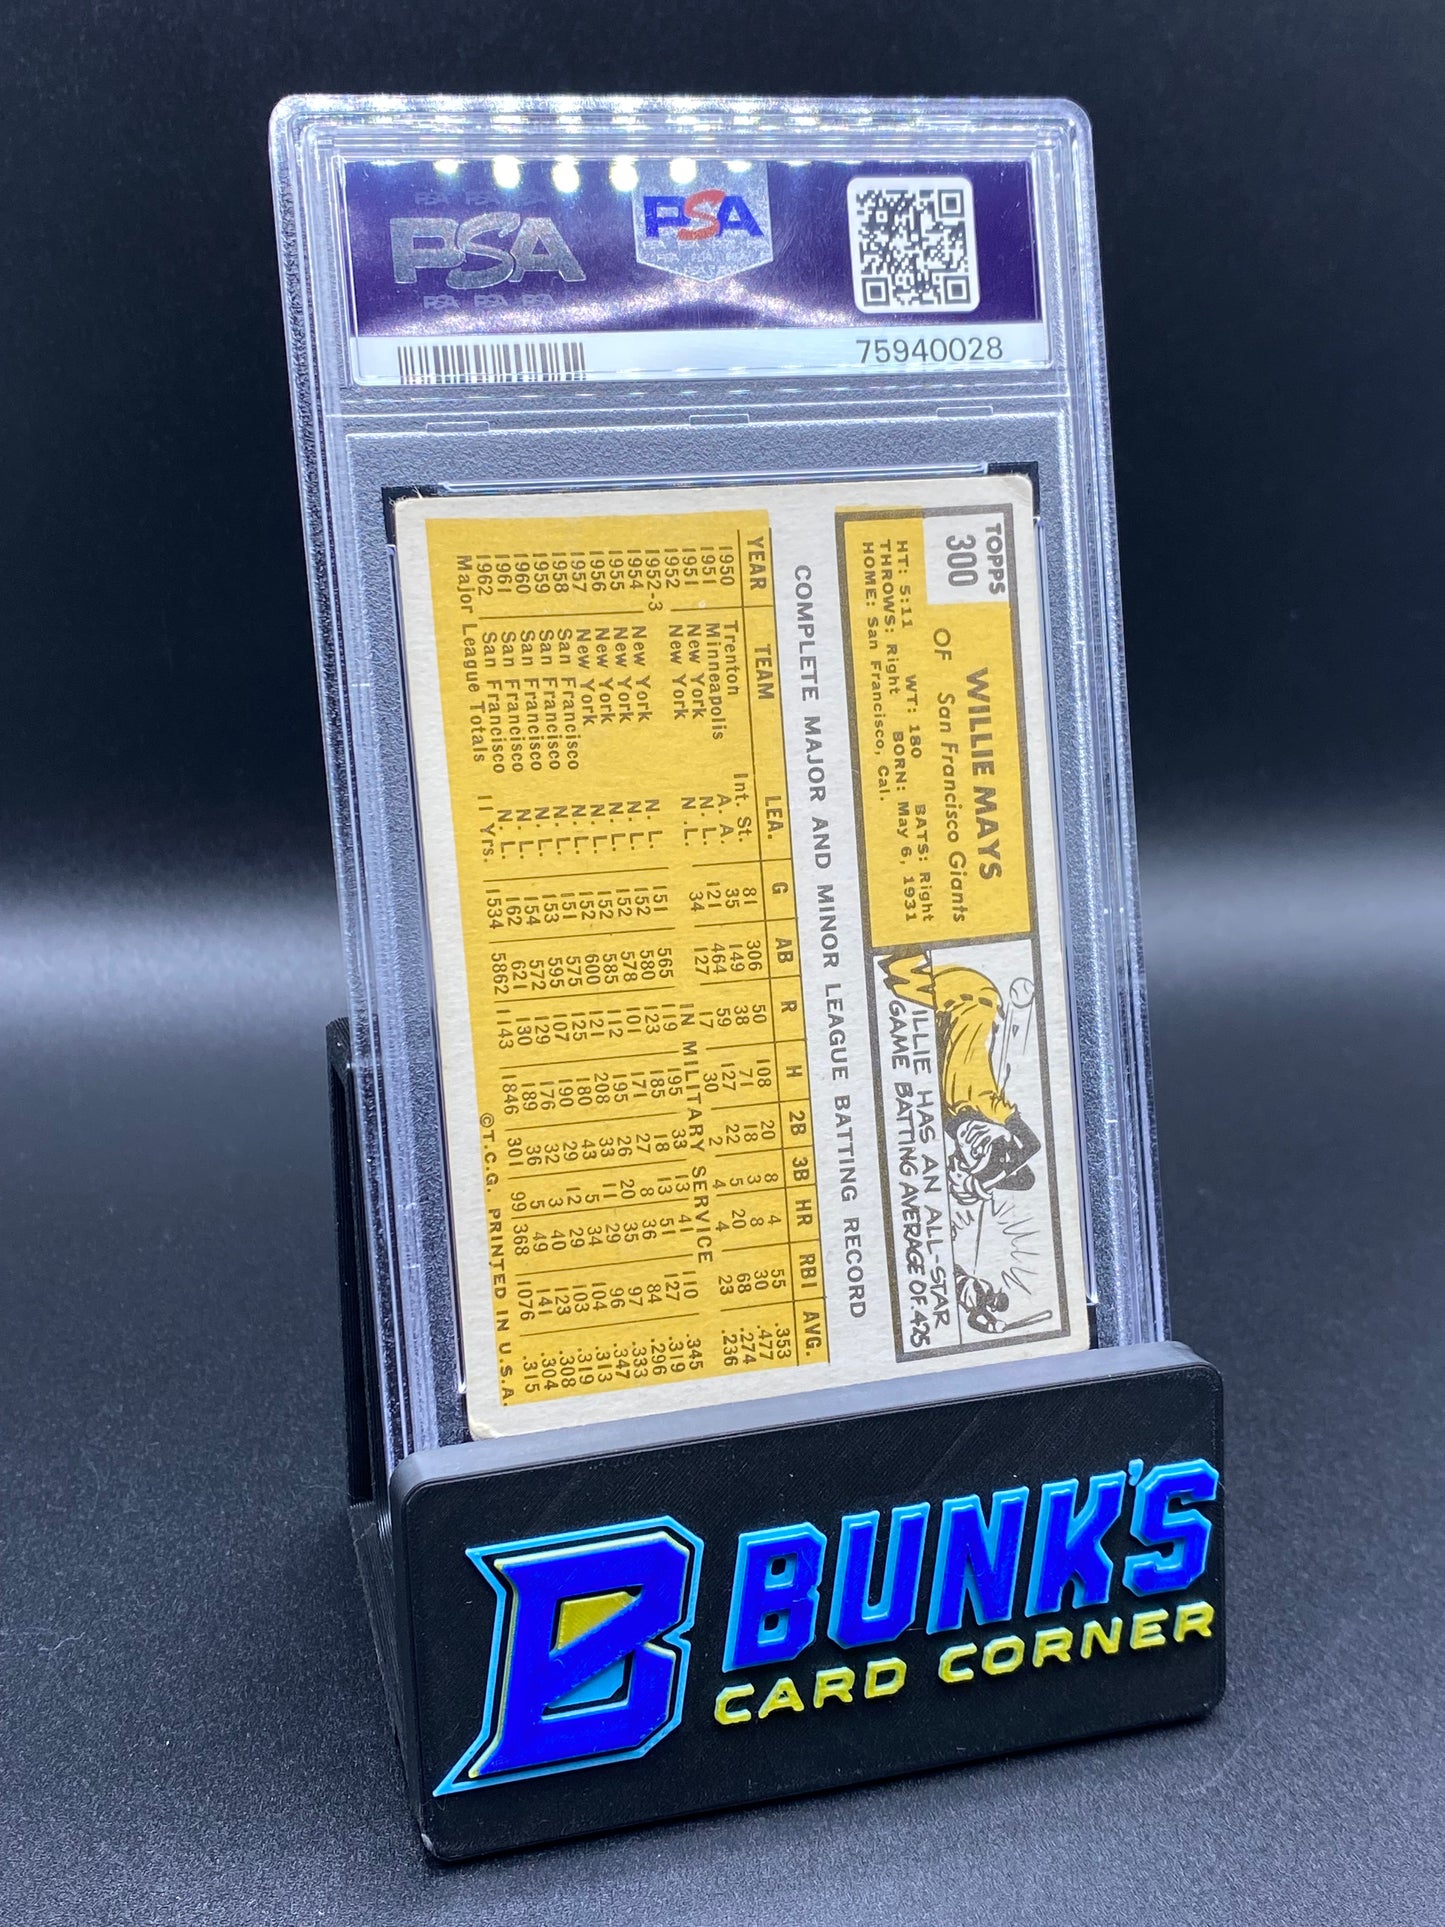 PSA PSA PSA
PSA
PSA PSA PSA
PSA
75940028
TOPPS
300
WILLIE MAYS
OF San Francisco Giants
HT: 5:11 WT: 180 BATS: Right
THROWS: Right BORN: May 6, 1931
HOME: San Francisco, Cal.
WILLIE HAS AN ALL-STAR
GAME BATTING AVERAGE OF .425
COMPLETE MAJOR AND MINOR LEAGUE BATTING RECORD
YEAR TEAM LEA. G AB R H 2B 3B HR RBI AVG.
1950 Trenton Int. St. 81 306 50 108 20 8 4 55 .353
1951 Minneapolis A. A. 35 149 38 71 18 3 8 30 .477
1951 New York N. L. 121 464 59 127 22 5 20 68 .274
1952 New York N .L. 34 127 17 30 2 4 4 23 .236
1952-3 IN MILITARY SERVICE
1954 New York N. L. 151 565 119 195 33 13 41 110 .345
1955 New York N. L. 152 580 123 185 18 13 51 127 .319
1956 New York N. L. 152 578 101 171 27 8 36 84 .296
1957 New York N. L. 152 585 112 195 26 20 35 97 .333
1958 San Francisco N. L. 152 600 121 208 33 11 29 96 .347
1959 San Francisco N. L. 151 575 125 180 43 5 34 104 .313
1960 San Francisco N. L. 153 595 107 190 29 12 29 103 .319
1961 San Francisco N. L. 154 572 129 176 32 3 40 123 .308
1962 San Francisco N. L. 162 621 130 189 36 5 49 141 .304
Major League Totals 11 Yrs. 1534 5862 1143 1846 301 99 368 1076 .315
©T.C.G. PRINTED IN U.S.A.
B
BUNK'S
CARD CORNER